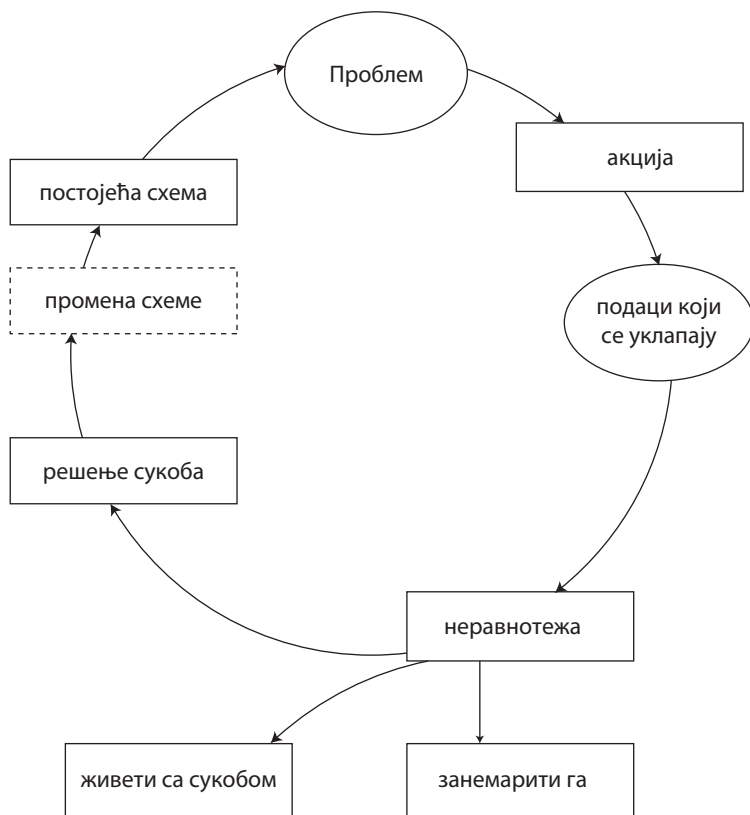 Проблем
акција
постојећа схема
промена схеме
подаци који
се уклапају
решење сукоба
неравнотежа
живети са сукобом
занемарити га